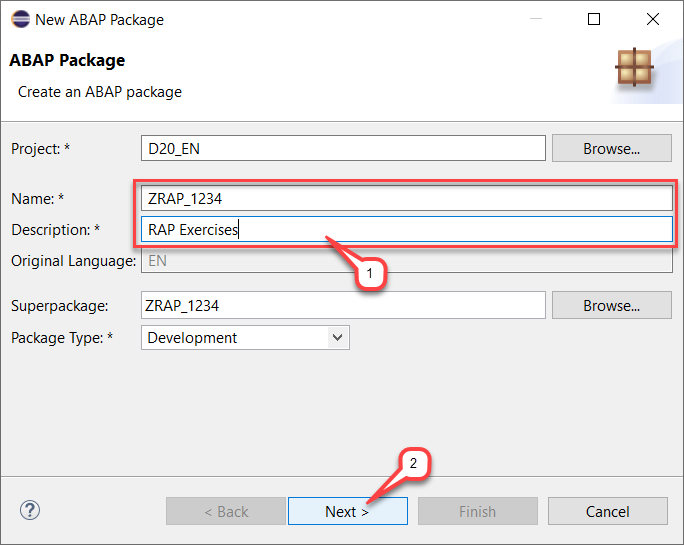 New ABAP Package
ABAP Package
Create an ABAP package
Project: * D20_EN Browse...
Name: * ZRAP_1234
Description: * RAP Exercises
Original Language: EN
1
Superpackage: ZRAP_1234 Browse...
Package Type: * Development
2
? < Back Next > Finish Cancel